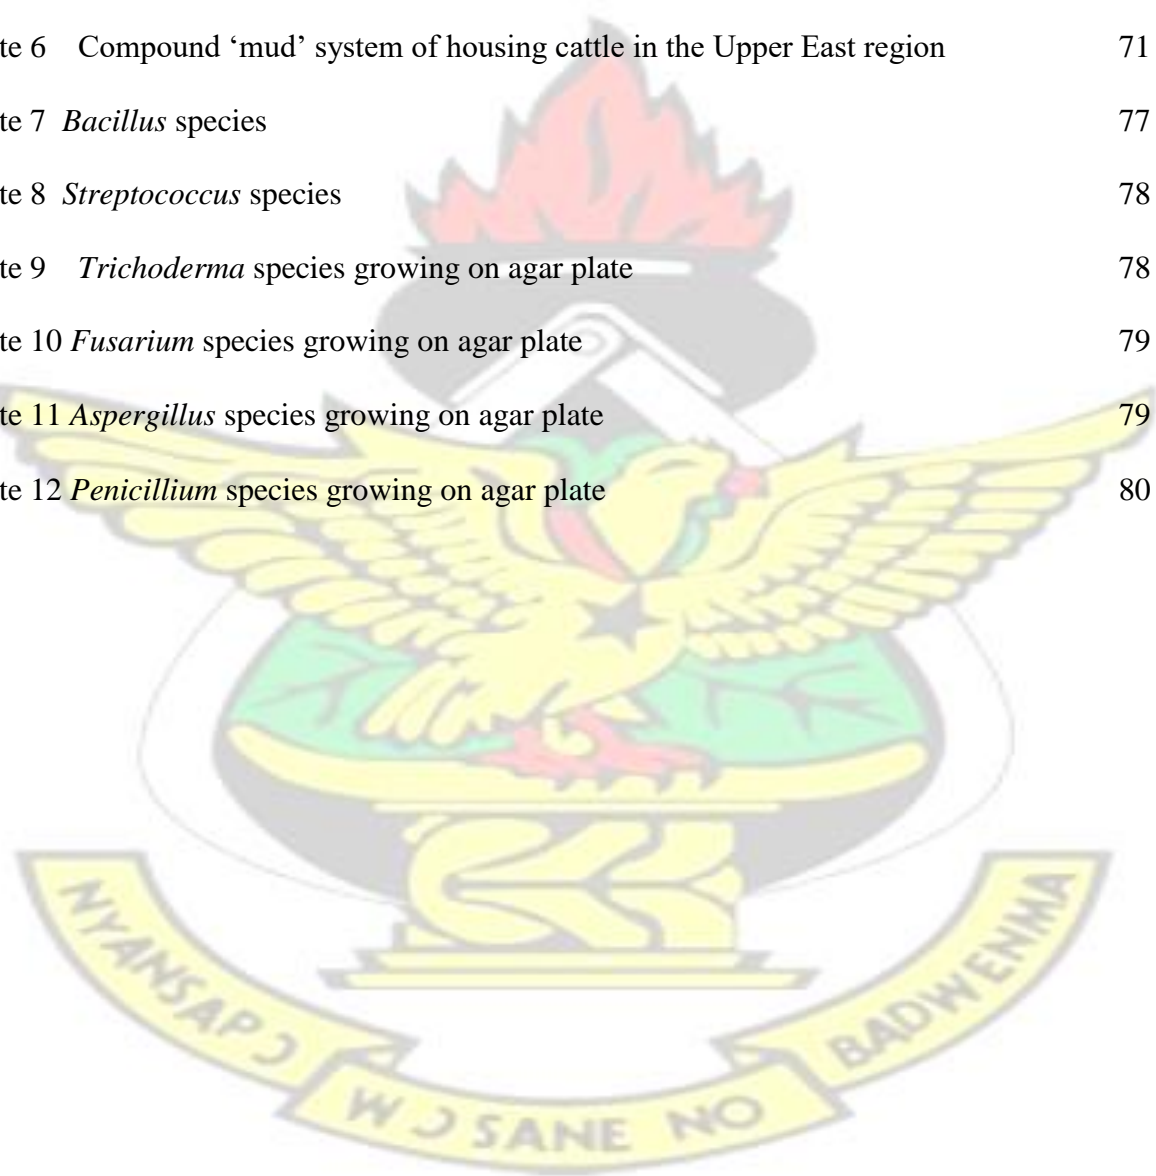 te 6 Compound ‘mud’ system of housing cattle in the Upper East region 71
te 7 Bacillus species 77
te 8 Streptococcus species 78
te 9 Trichoderma species growing on agar plate 78
te 10 Fusarium species growing on agar plate 79
te 11 Aspergillus species growing on agar plate 79
te 12 Penicillium species growing on agar plate 80
NYANSAPƆ
WƆSANE NO
BADWENMA